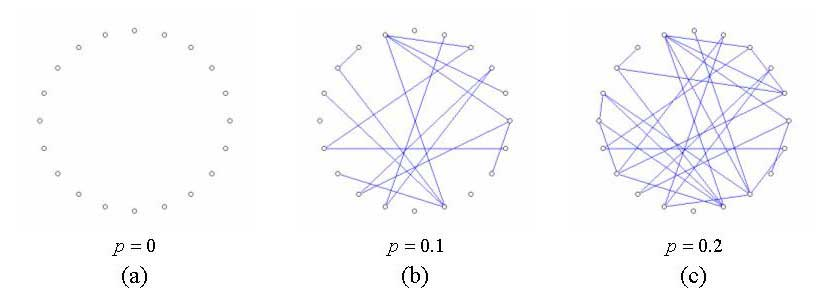 p = 0 p = 0.1 p = 0.2
(a) (b) (c)